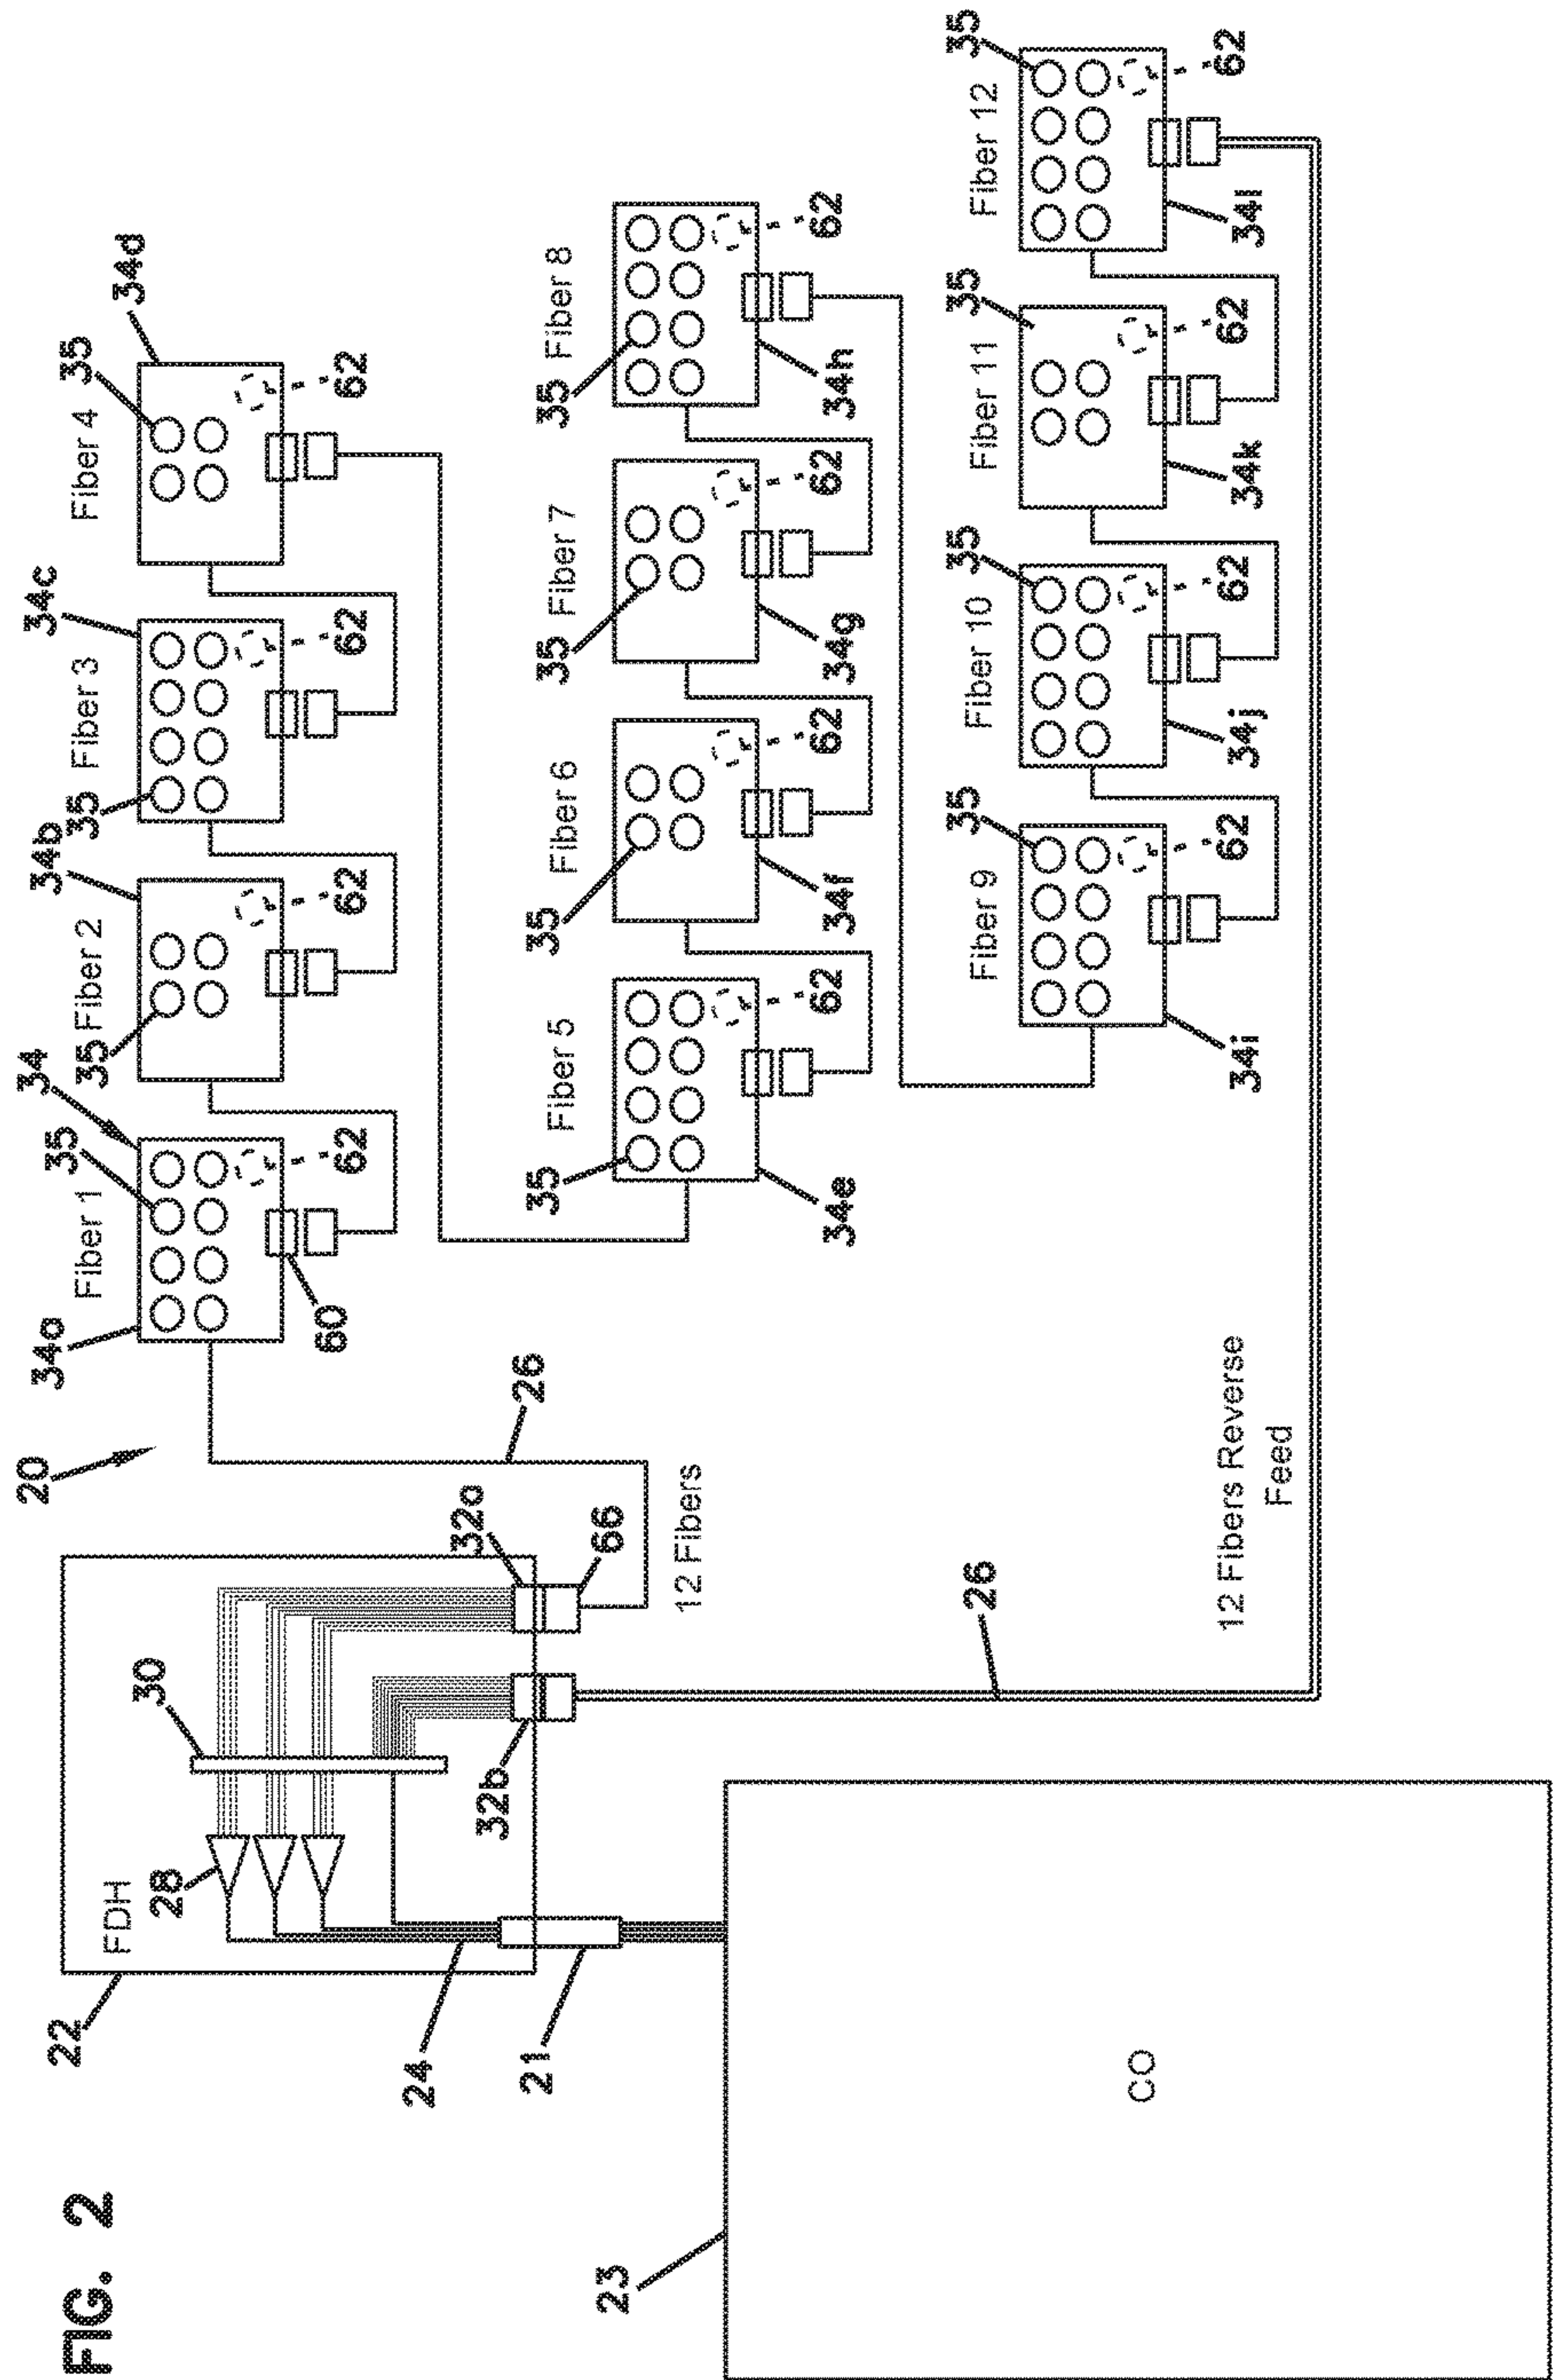 FIG. 2
20
22
FDH
28
30
24
21
32b
32a
66
26
12 Fibers
23
CO
26
12 Fibers Reverse
Feed
34a
Fiber 1
35
34
60
62
34b
Fiber 2
35
62
34c
Fiber 3
35
62
34d
Fiber 4
35
62
Fiber 5
35
34e
62
Fiber 6
35
34f
62
Fiber 7
35
34g
62
Fiber 8
35
34h
62
Fiber 9
35
34i
62
Fiber 10
35
34j
62
Fiber 11
35
34k
62
Fiber 12
35
34l
62